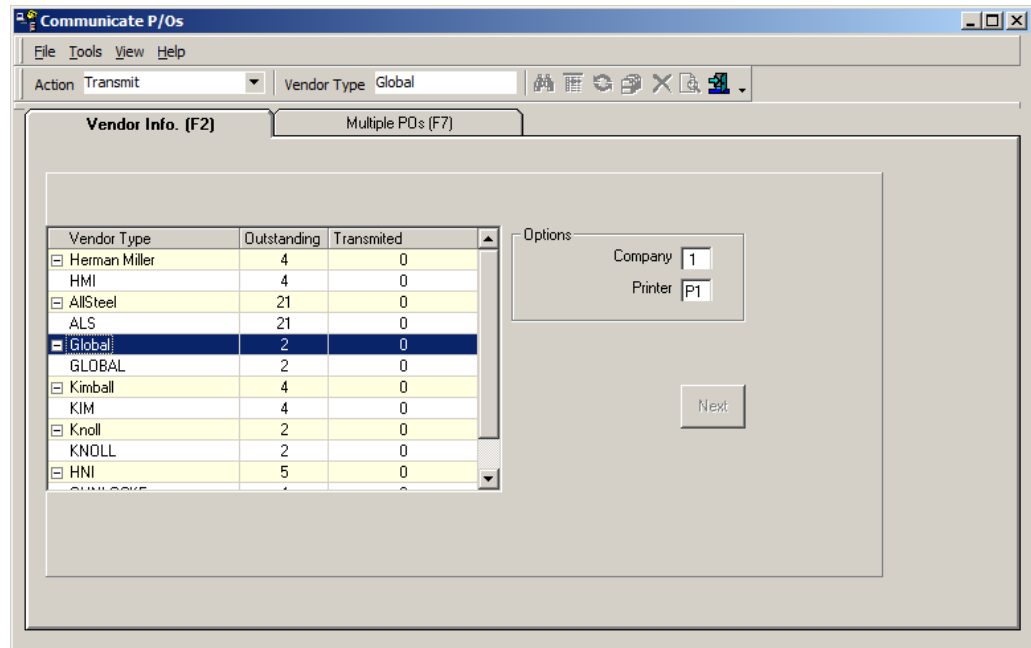 Communicate P/Os
File Tools View Help
Action Transmit Vendor Type Global
Vendor Info. (F2) Multiple POs (F7)
Vendor Type Outstanding Transmited
Herman Miller 4 0
HMI 4 0
AllSteel 21 0
ALS 21 0
Global 2 0
GLOBAL 2 0
Kimball 4 0
KIM 4 0
Knoll 2 0
KNOLL 2 0
HNI 5 0
Options
Company 1
Printer P1
Next